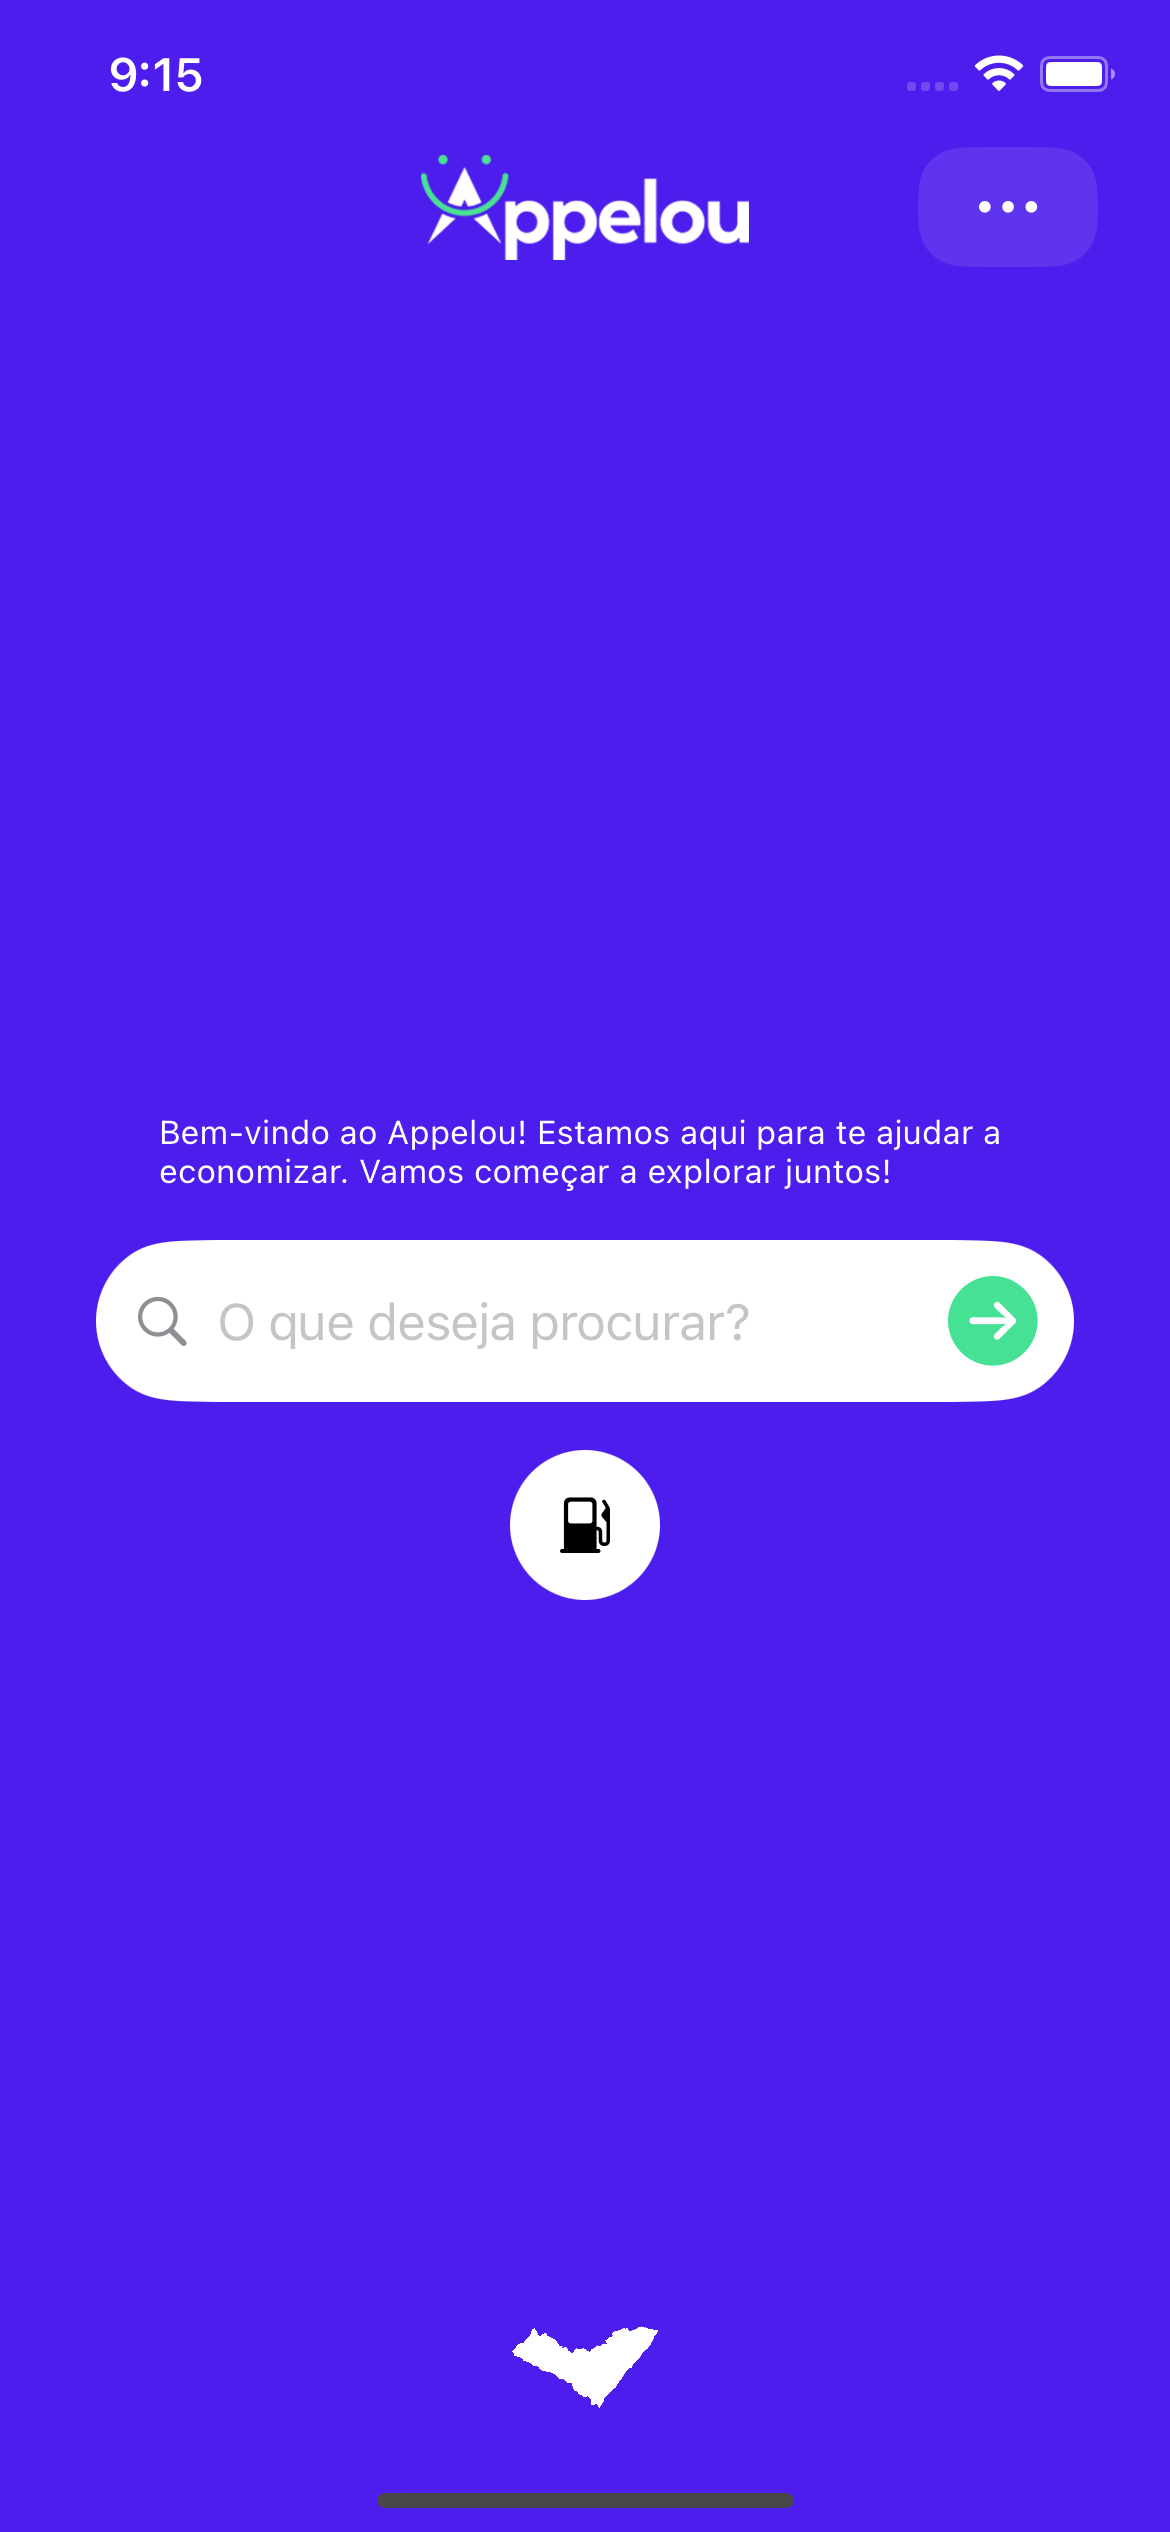 9:15
Appelou
Bem-vindo ao Appelou! Estamos aqui para te ajudar a
economizar. Vamos começar a explorar juntos!
O que deseja procurar?